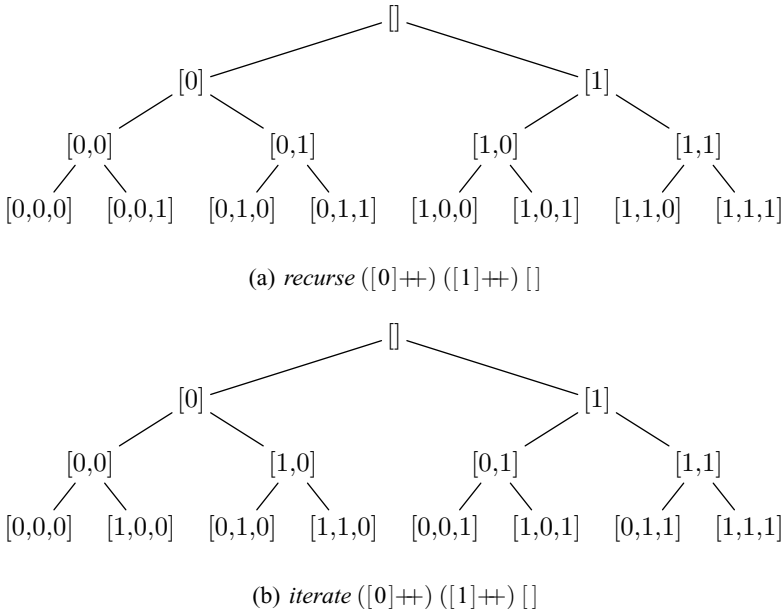 []
[0] [1]
[0,0] [0,1] [1,0] [1,1]
[0,0,0] [0,0,1] [0,1,0] [0,1,1] [1,0,0] [1,0,1] [1,1,0] [1,1,1]
(a) recurse ([0]++) ([1]++) []
[]
[0] [1]
[0,0] [1,0] [0,1] [1,1]
[0,0,0] [1,0,0] [0,1,0] [1,1,0] [0,0,1] [1,0,1] [0,1,1] [1,1,1]
(b) iterate ([0]++) ([1]++) []